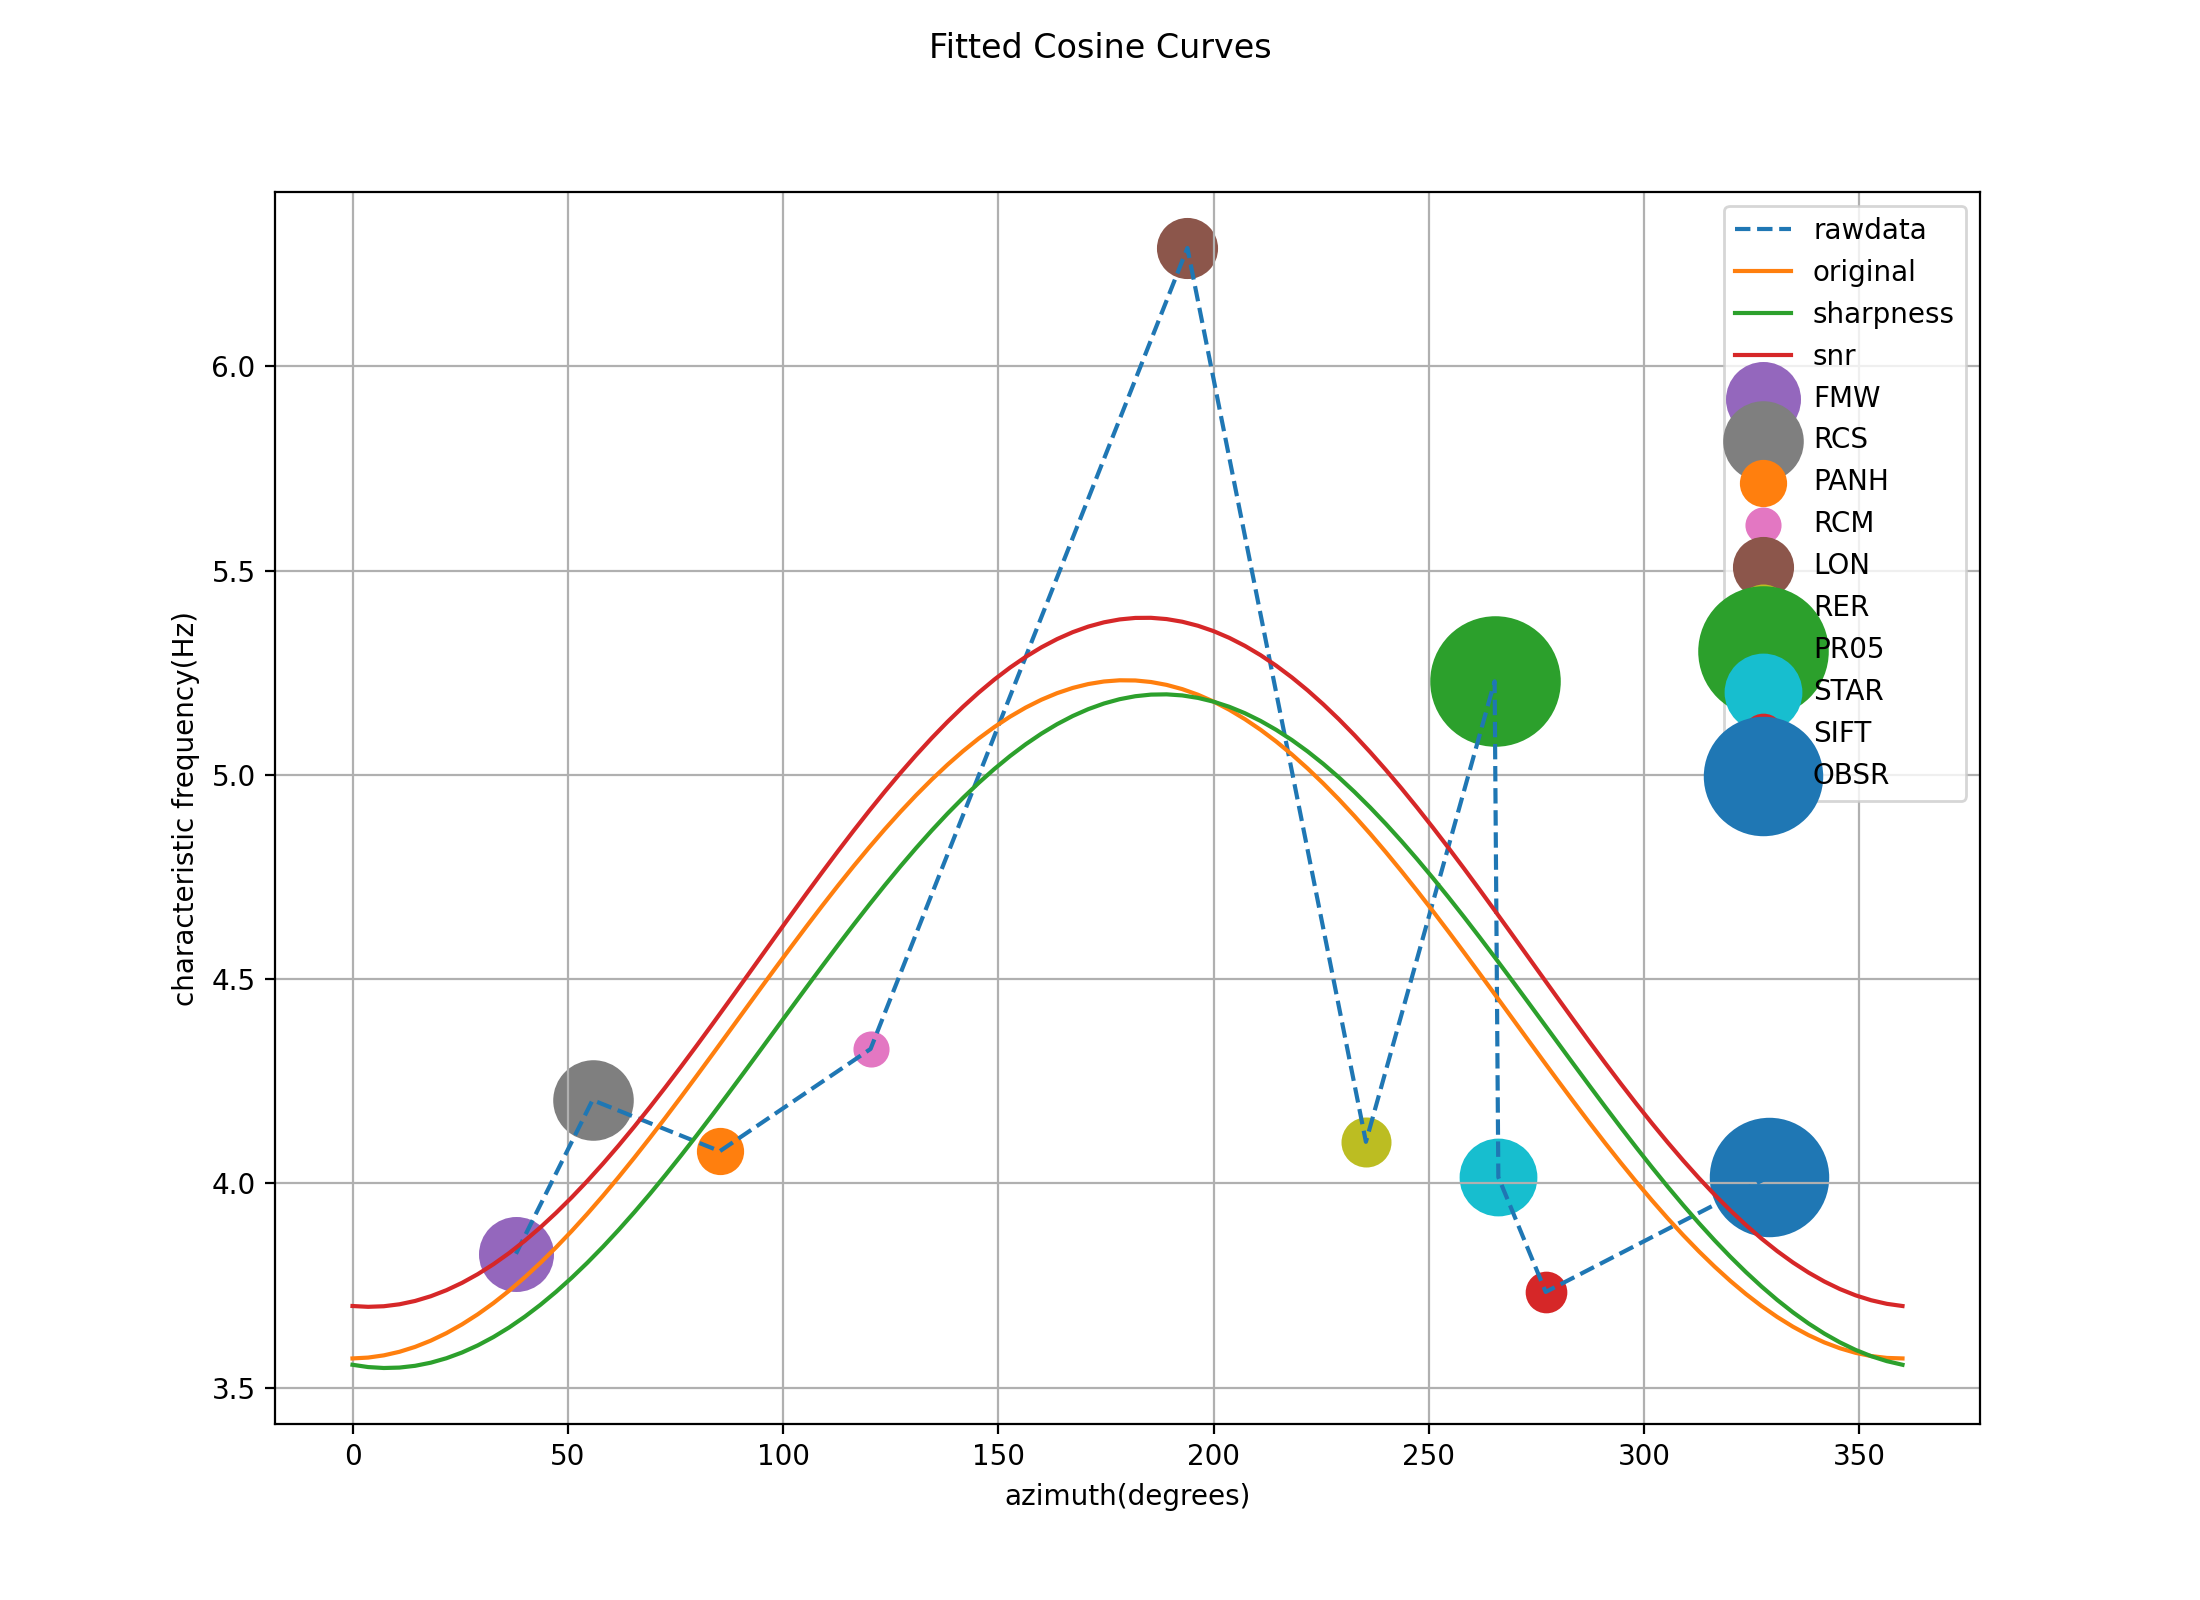 Fitted Cosine Curves
characteristic frequency(Hz)
6.0
5.5
5.0
4.5
4.0
3.5
rawdata
original
sharpness
snr
FMW
RCS
PANH
RCM
LON
RER
PR05
STAR
SIFT
OBSR
0 50 100 150 200 250 300 350
azimuth(degrees)